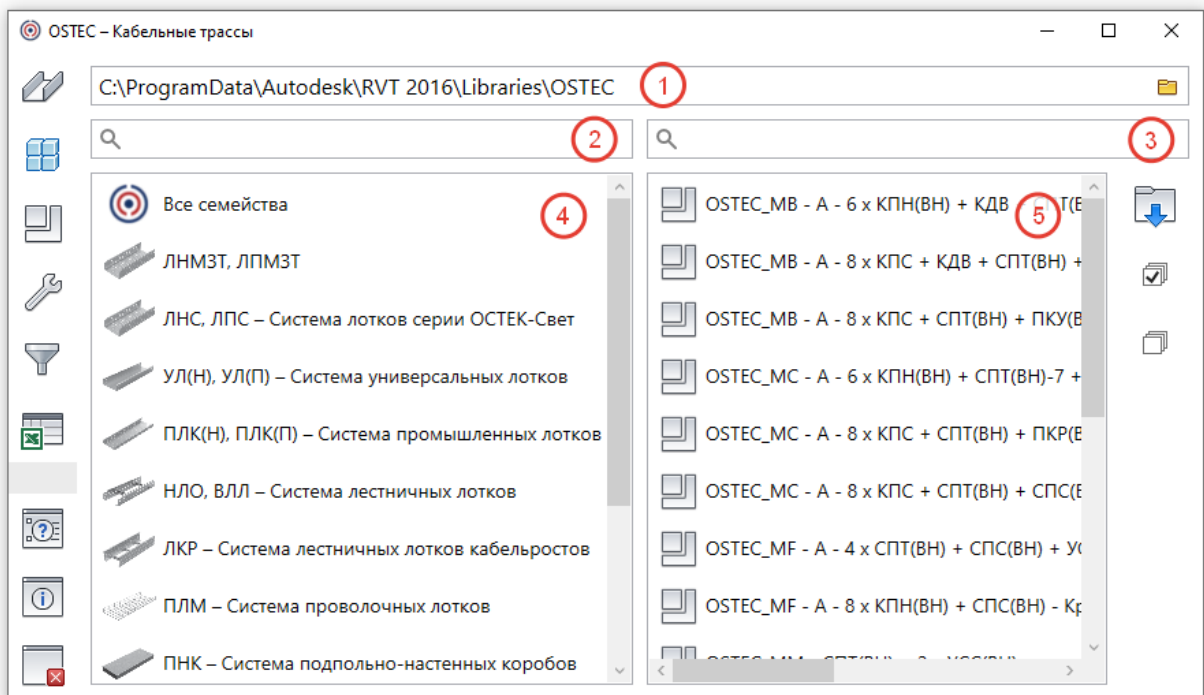 OSTEC – Кабельные трассы
C:\ProgramData\Autodesk\RVT 2016\Libraries\OSTEC
1
2
3
Все семейства
4
ЛНМЗТ, ЛПМЗТ
ЛНС, ЛПС – Система лотков серии ОСТЕК-Свет
УЛ(Н), УЛ(П) – Система универсальных лотков
ПЛК(Н), ПЛК(П) – Система промышленных лотков
НЛО, ВЛЛ – Система лестничных лотков
ЛКР – Система лестничных лотков кабельростов
ПЛМ – Система проволочных лотков
ПНК – Система подпольно-настенных коробов
OSTEC_MB - A - 6 x КПН(ВН) + КДВ
5
OSTEC_MB - A - 8 x КПС + КДВ + СПТ(ВН) +
OSTEC_MB - A - 8 x КПС + СПТ(ВН) + ПКУ(В
OSTEC_MC - A - 6 x КПН(ВН) + СПТ(ВН)-7 +
OSTEC_MC - A - 8 x КПС + СПТ(ВН) + ПКР(В
OSTEC_MC - A - 8 x КПС + СПТ(ВН) + СПС(В
OSTEC_MF - A - 4 x СПТ(ВН) + СПС(ВН) + УС
OSTEC_MF - A - 8 x КПН(ВН) + СПС(ВН) - Кр